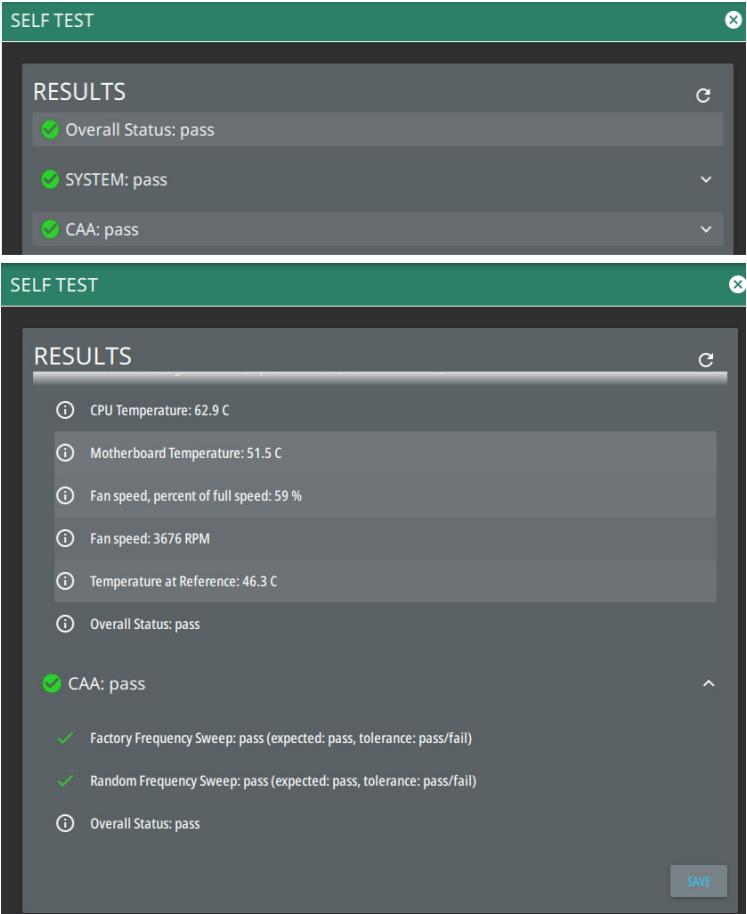 SELF TEST
RESULTS
Overall Status: pass
SYSTEM: pass
CAA: pass
SELF TEST
RESULTS
CPU Temperature: 62.9 C
Motherboard Temperature: 51.5 C
Fan speed, percent of full speed: 59 %
Fan speed: 3676 RPM
Temperature at Reference: 46.3 C
Overall Status: pass
CAA: pass
Factory Frequency Sweep: pass (expected: pass, tolerance: pass/fail)
Random Frequency Sweep: pass (expected: pass, tolerance: pass/fail)
Overall Status: pass
SAVE